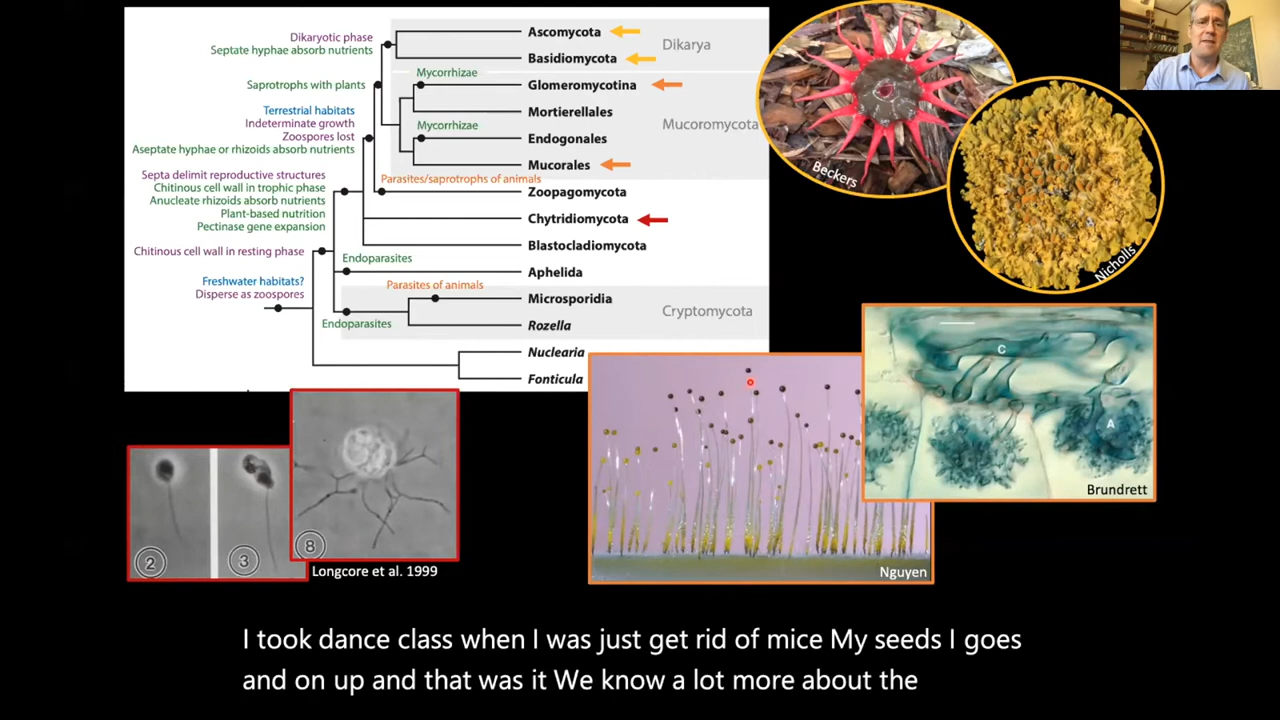 Ascomycota
Basidiomycota
Glomeromycotina
Mortierellales
Endogonales
Mucorales
Zoopagomycota
Chytridiomycota
Blastocladiomycota
Aphelida
Microsporidia
Rozella
Nuclearia
Fonticula
Dikarya
Mucoromycota
Cryptomycota
Dikaryotic phase
Septate hyphae absorb nutrients
Saprotrophs with plants
Terrestrial habitats
Indeterminate growth
Zoospores lost
Aseptate hyphae or rhizoids absorb nutrients
Septa delimit reproductive structures
Chitinous cell wall in trophic phase
Anucleate rhizoids absorb nutrients
Plant-based nutrition
Pectinase gene expansion
Chitinous cell wall in resting phase
Freshwater habitats?
Disperse as zoospores
Mycorrhizae
Mycorrhizae
Parasites/saprotrophs of animals
Endoparasites
Parasites of animals
Endoparasites
Beckers
Nicholls
C
A
Brundrett
Nguyen
2
3
8
Longcore et al. 1999
I took dance class when I was just get rid of mice My seeds I goes
and on up and that was it We know a lot more about the